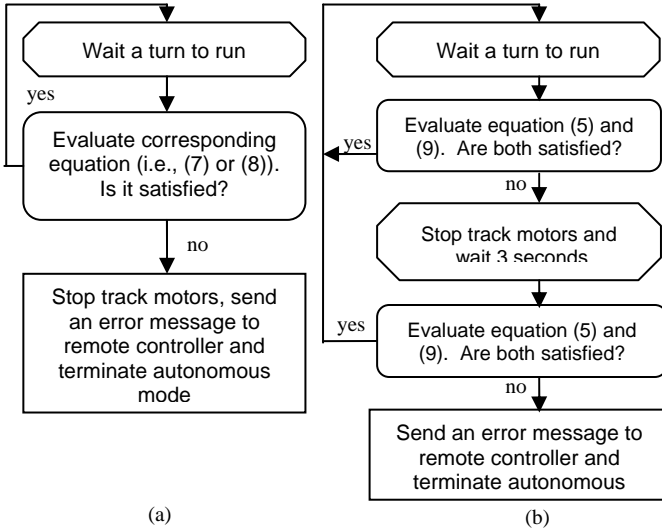 Wait a turn to run
yes
Evaluate corresponding
equation (i.e., (7) or (8)).
Is it satisfied?
no
Stop track motors, send
an error message to
remote controller and
terminate autonomous
mode
(a)
Wait a turn to run
Evaluate equation (5) and
(9). Are both satisfied?
yes
no
Stop track motors and
wait 3 seconds
Evaluate equation (5) and
(9). Are both satisfied?
yes
no
Send an error message to
remote controller and
terminate autonomous
(b)